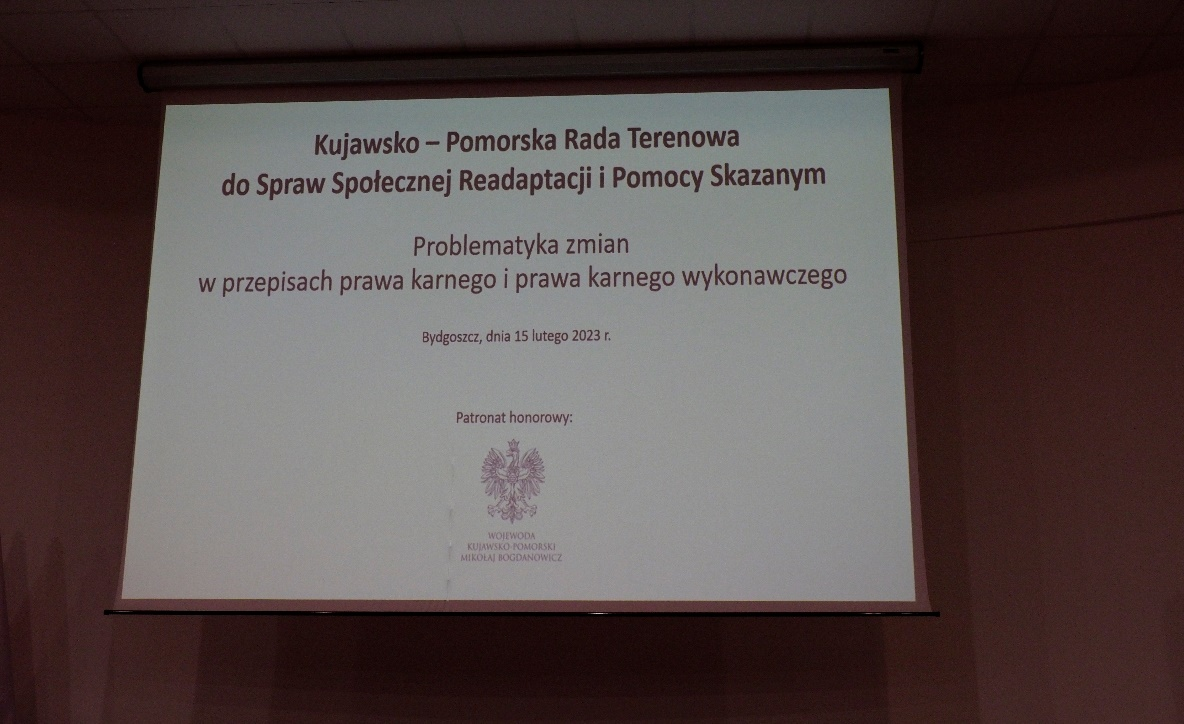 Kujawsko – Pomorska Rada Terenowa
do Spraw Społecznej Readaptacji i Pomocy Skazanym
Problematyka zmian
w przepisach prawa karnego i prawa karnego wykonawczego
Bydgoszcz, dnia 15 lutego 2023 r.
Patronat honorowy:
WOJEWODA
KUJAWSKO-POMORSKI
MIKOŁAJ BOGDANOWICZ